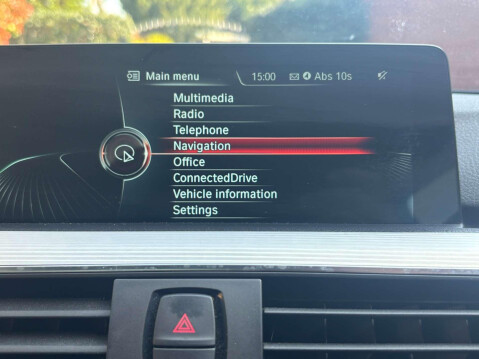 Main menu 15:00 Abs 10s
Multimedia
Radio
Telephone
Navigation
Office
ConnectedDrive
Vehicle information
Settings